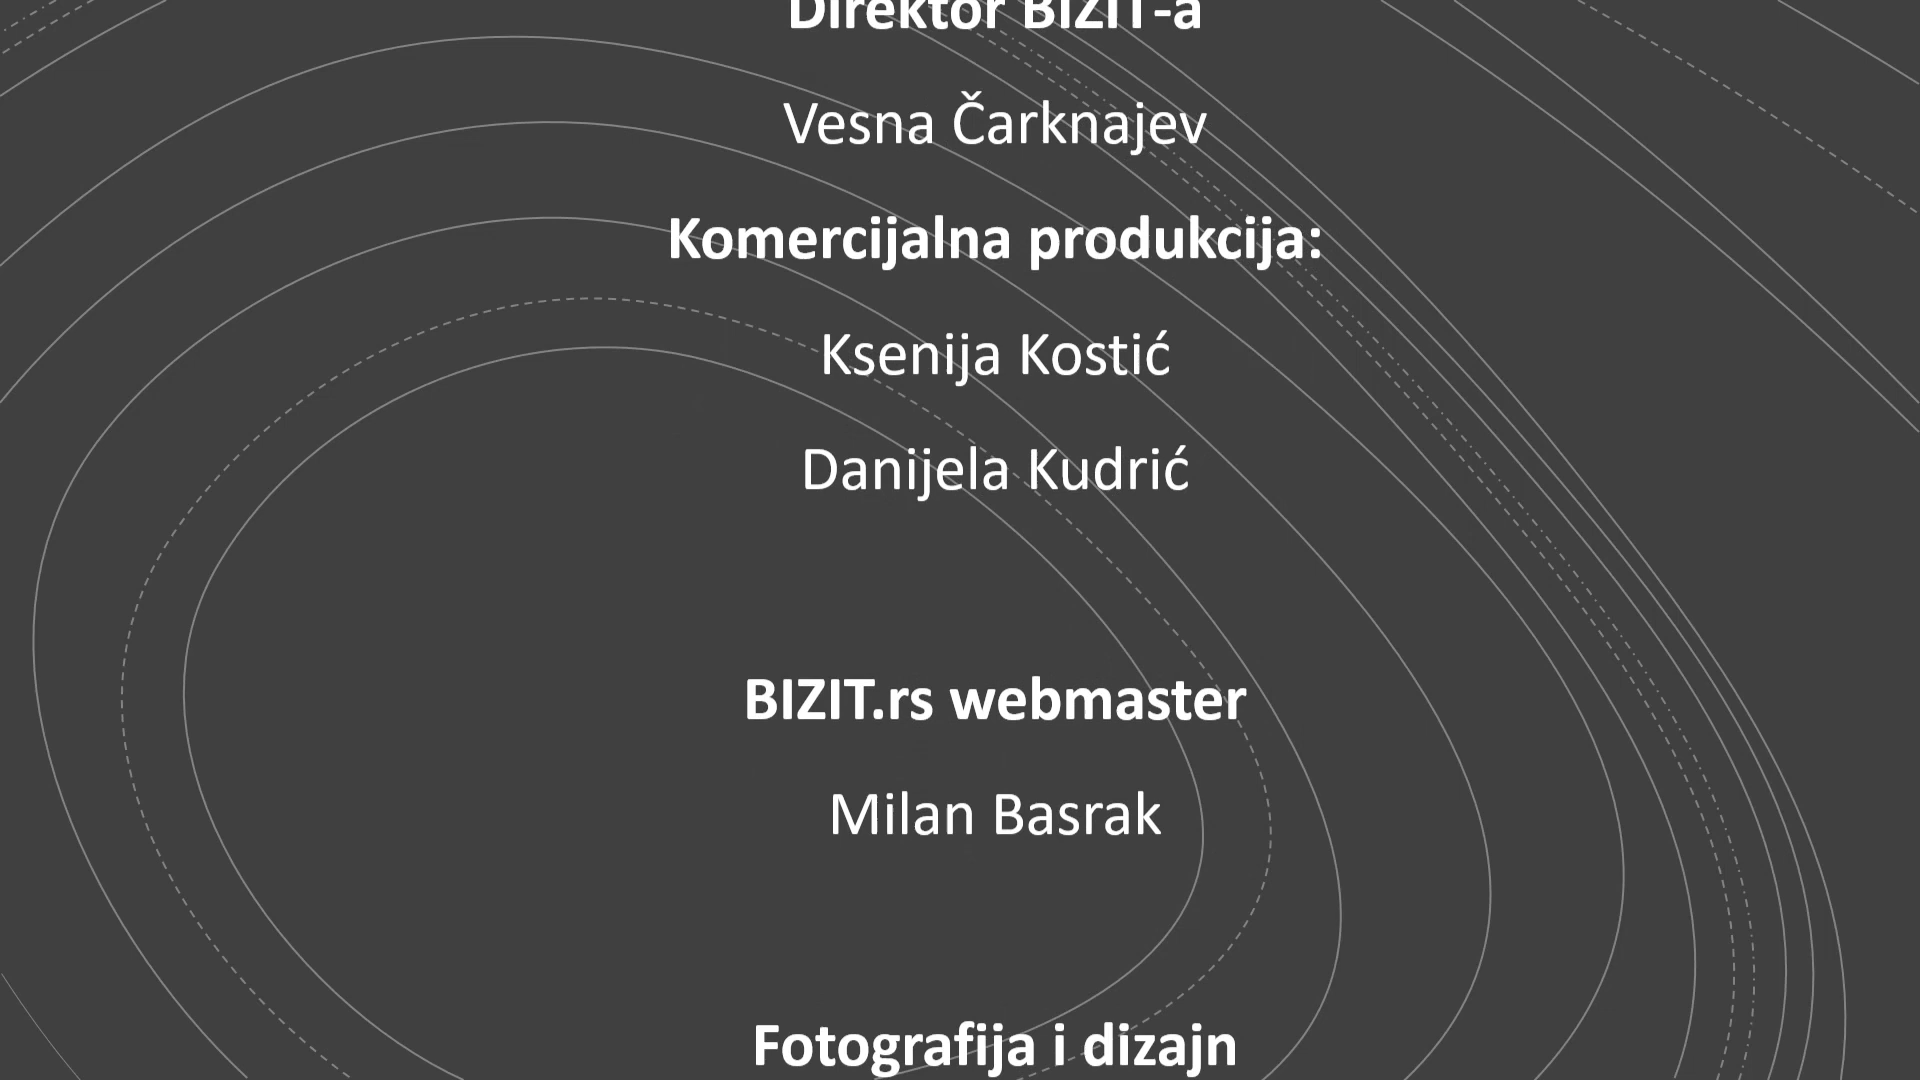 Direktor BIZIT-a
Vesna Čarknajev
Komercijalna produkcija:
Ksenija Kostić
Danijela Kudrić
BIZIT.rs webmaster
Milan Basrak
Fotografija i dizajn